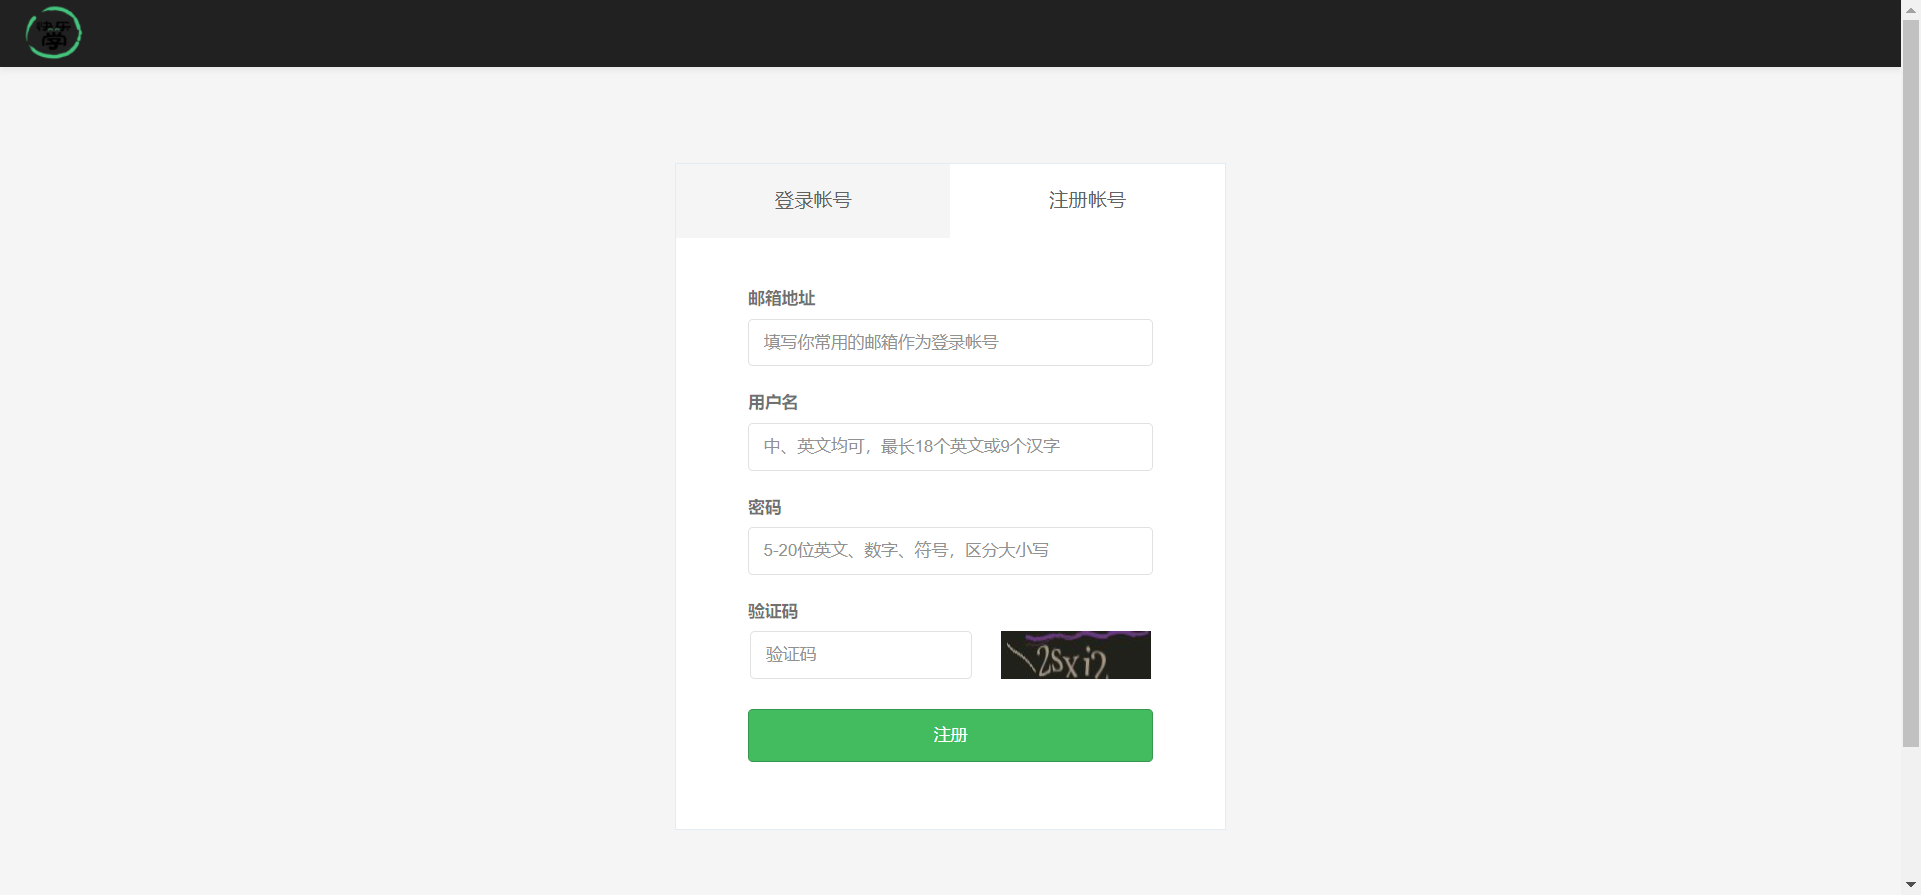 快乐
學
登录帐号
注册帐号
邮箱地址
填写你常用的邮箱作为登录帐号
用户名
中、英文均可，最长18个英文或9个汉字
密码
5-20位英文、数字、符号，区分大小写
验证码
验证码
2sxi2
注册